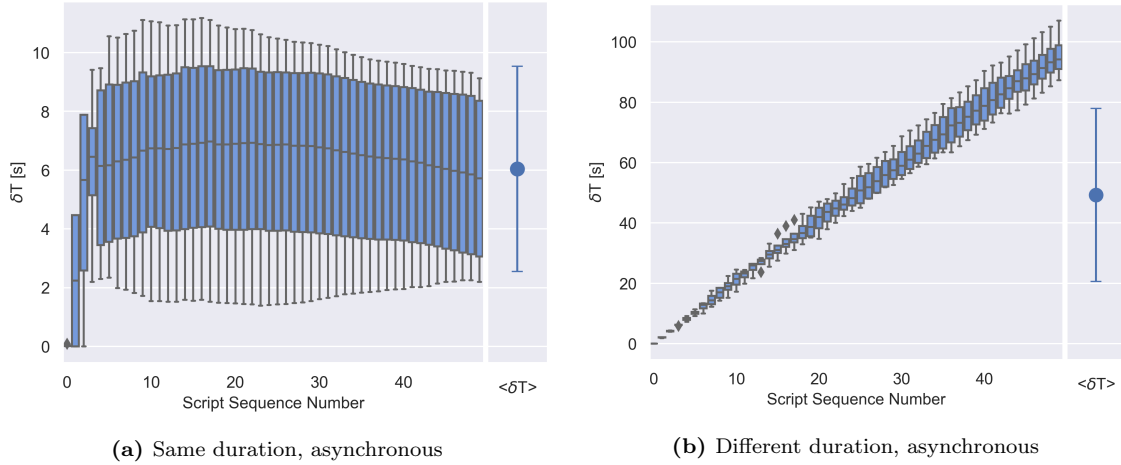 10
8
6
4
2
0
δT [s]
0 10 20 30 40
Script Sequence Number
<δT>
(a) Same duration, asynchronous
100
80
60
40
20
0
δT [s]
0 10 20 30 40
Script Sequence Number
<δT>
(b) Different duration, asynchronous